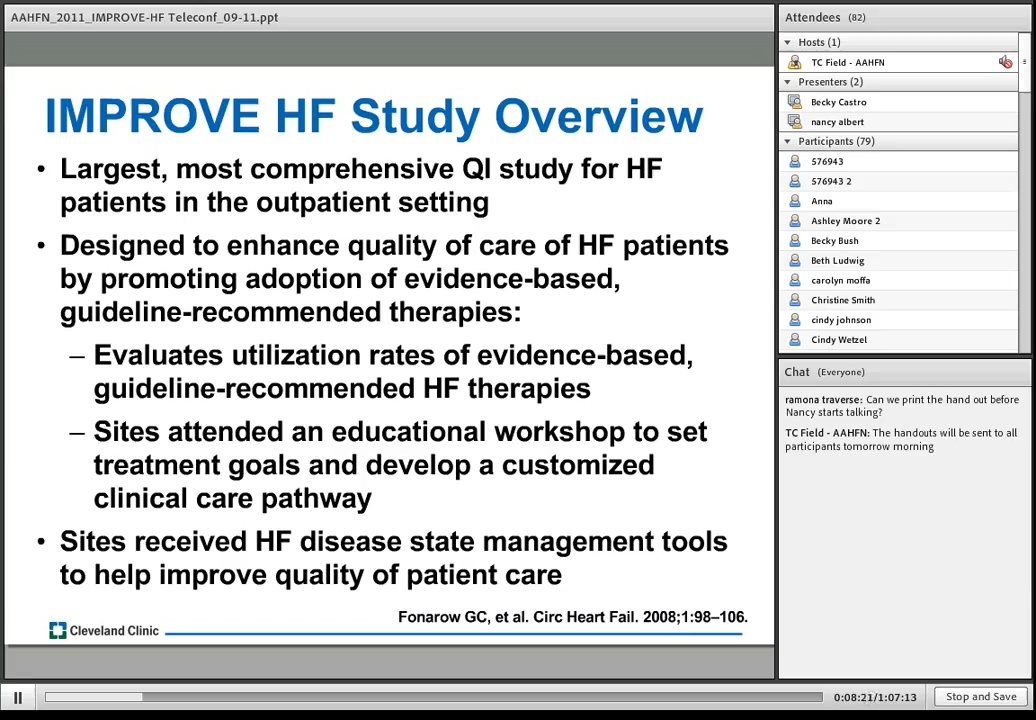 AAHFN_2011_IMPROVE-HF Teleconf_09-11.ppt
IMPROVE HF Study Overview
• Largest, most comprehensive QI study for HF
patients in the outpatient setting
• Designed to enhance quality of care of HF patients
by promoting adoption of evidence-based,
guideline-recommended therapies:
– Evaluates utilization rates of evidence-based,
guideline-recommended HF therapies
– Sites attended an educational workshop to set
treatment goals and develop a customized
clinical care pathway
• Sites received HF disease state management tools
to help improve quality of patient care
Fonarow GC, et al. Circ Heart Fail. 2008;1:98–106.
Cleveland Clinic
Attendees (82)
Hosts (1)
TC Field - AAHFN
Presenters (2)
Becky Castro
nancy albert
Participants (79)
576943
576943 2
Anna
Ashley Moore 2
Becky Bush
Beth Ludwig
carolyn moffa
Christine Smith
cindy johnson
Cindy Wetzel
Chat (Everyone)
ramona traverse: Can we print the hand out before
Nancy starts talking?
TC Field - AAHFN: The handouts will be sent to all
participants tomorrow morning
0:08:21/1:07:13
Stop and Save